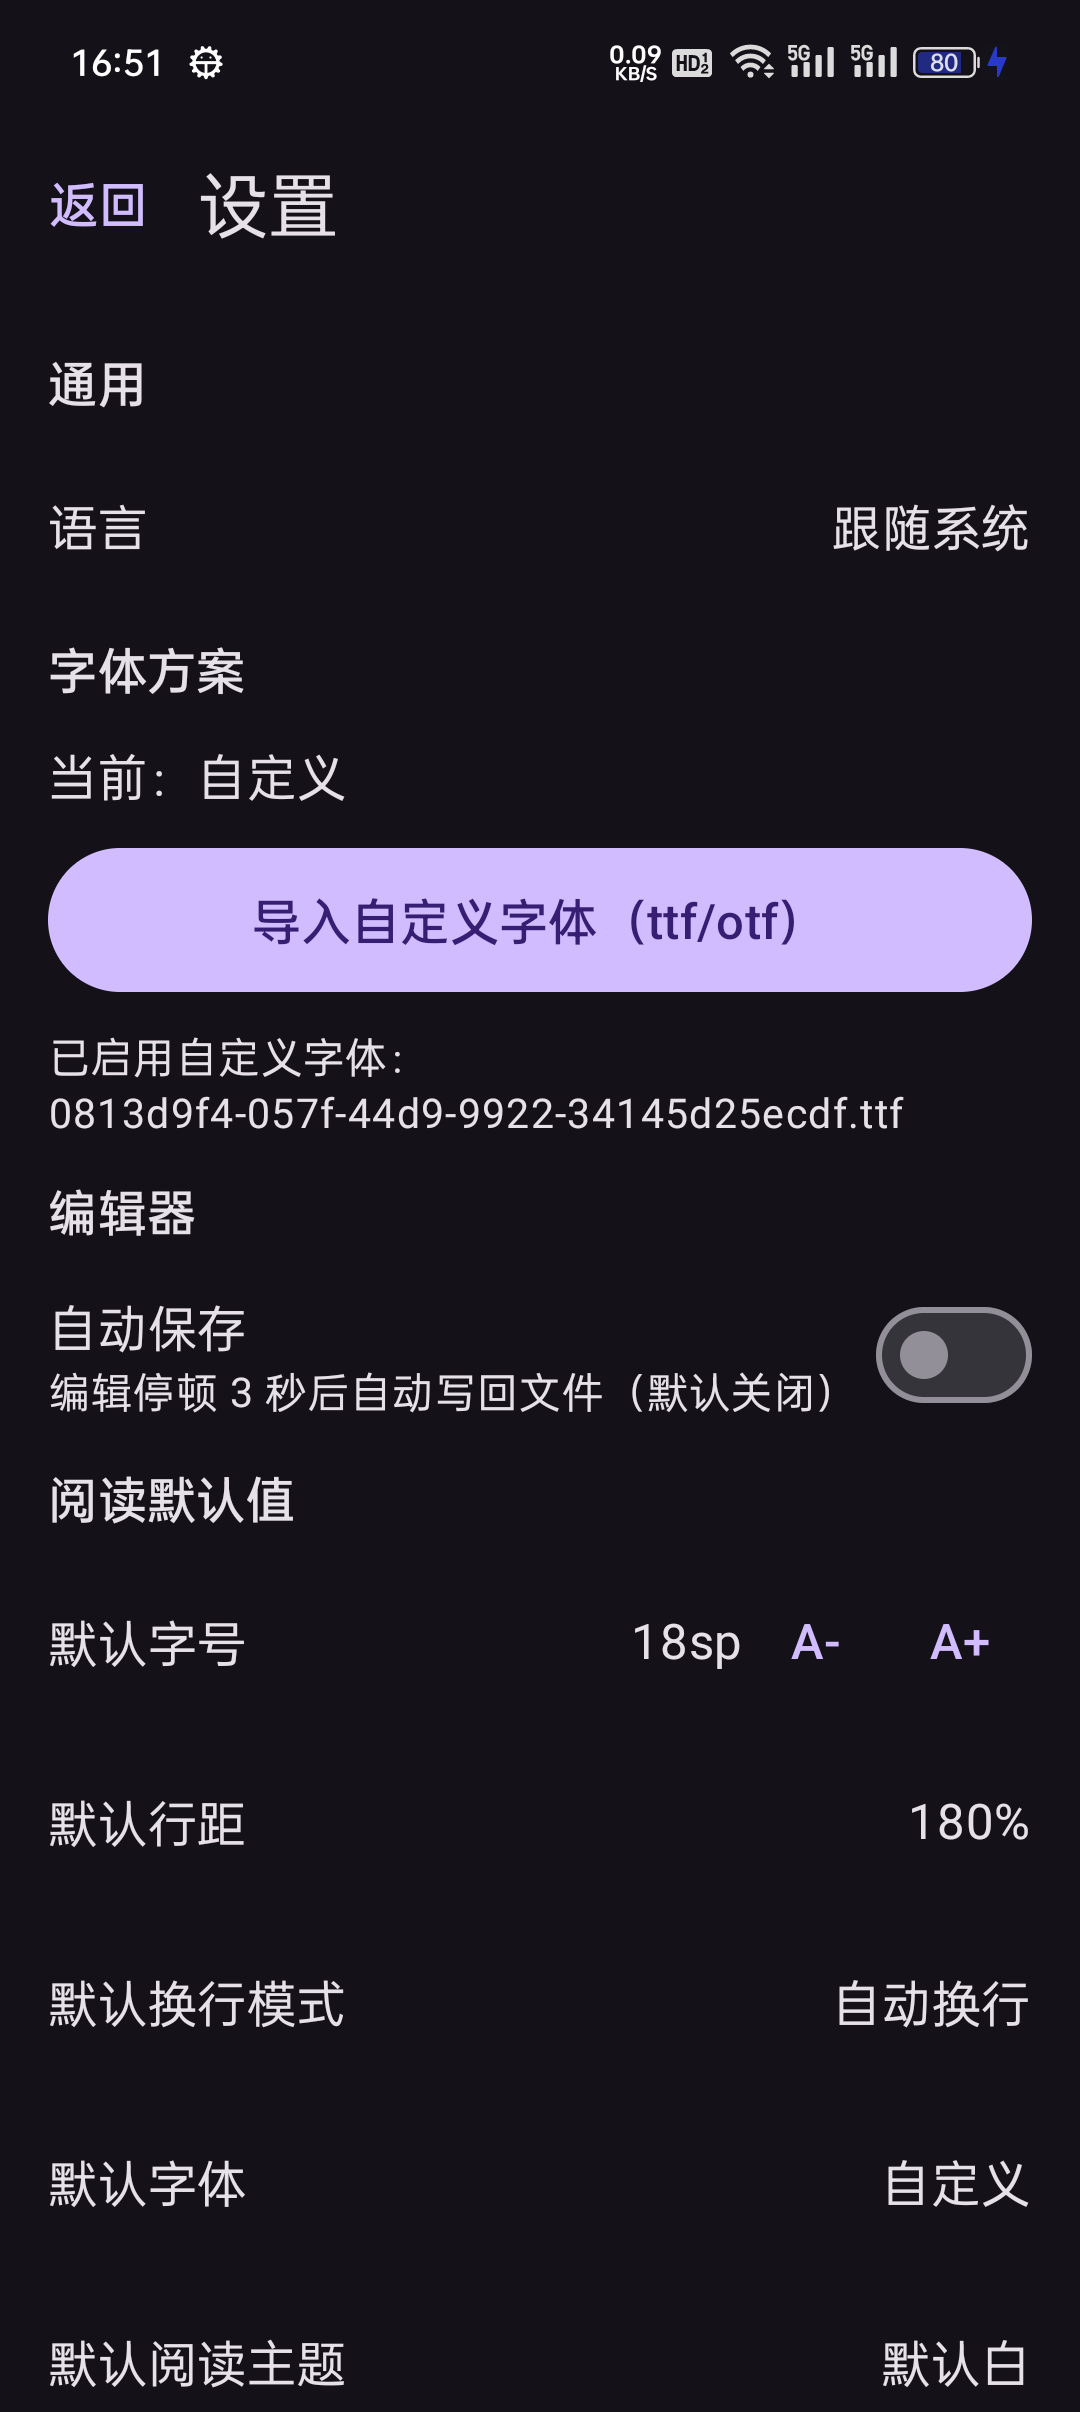 16:51 0.09 KB/S HD 1 2 5G 5G 80
返回 设置
通用
语言 跟随系统
字体方案
当前：自定义
导入自定义字体（ttf/otf）
已启用自定义字体：
0813d9f4-057f-44d9-9922-34145d25ecdf.ttf
编辑器
自动保存
编辑停顿 3 秒后自动写回文件（默认关闭）
阅读默认值
默认字号 18sp A- A+
默认行距 180%
默认换行模式 自动换行
默认字体 自定义
默认阅读主题 默认白